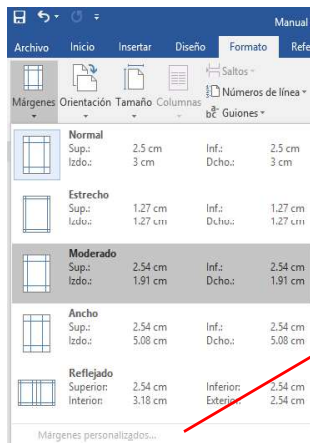 Manual
Archivo Inicio Insertar Diseño Formato Refe
Márgenes Orientación Tamaño Columnas
Saltos
Números de línea
bc Guiones
Normal
Sup.: 2.5 cm Inf.: 2.5 cm
Izdo.: 3 cm Dcho.: 3 cm
Estrecho
Sup.: 1.27 cm Inf.: 1.27 cm
Izdo.: 1.27 cm Dcho.: 1.27 cm
Moderado
Sup.: 2.54 cm Inf.: 2.54 cm
Izdo.: 1.91 cm Dcho.: 1.91 cm
Ancho
Sup.: 2.54 cm Inf.: 2.54 cm
Izdo.: 5.08 cm Dcho.: 5.08 cm
Reflejado
Superior: 2.54 cm Inferior: 2.54 cm
Interior: 3.18 cm Exterior: 2.54 cm
Márgenes personalizados...